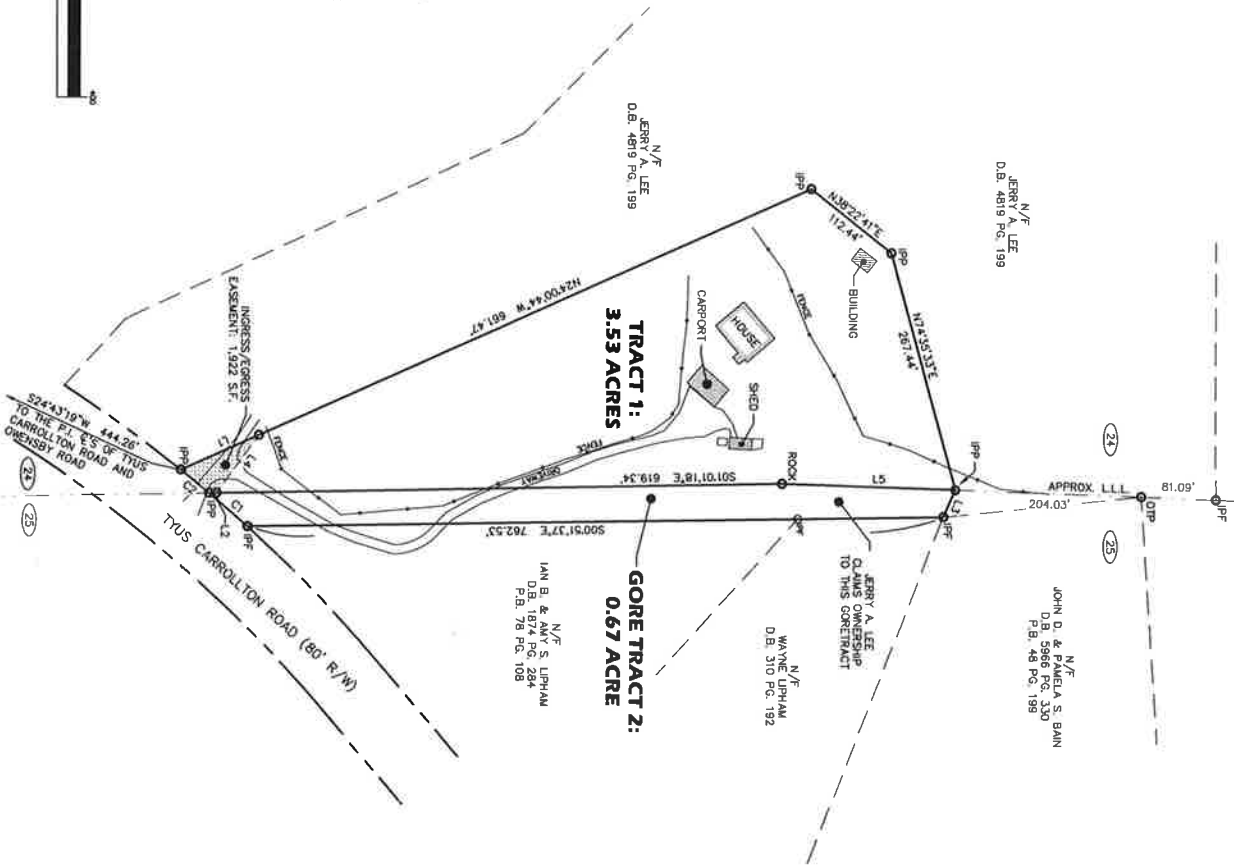 N/F
JERRY A. LEE
D.B. 4819 PG. 199
N/F
JERRY A. LEE
D.B. 4819 PG. 199
IPP
N38°22'41"E
112.44'
IPP
BUILDING
N74°35'33"E
267.44'
IPP
24
APPROX. L.L.L.
81.09'
IPF
OTP
204.03'
25
FENCE
CARPORT
HOUSE
SHED
ROCK
L5
L3
IPF
IPF
TRACT 1:
3.53 ACRES
N24°00'44"W 661.47'
S01°01'18"E 619.34'
S00°51'37"E 762.53'
FENCE
DRIVEWAY
FENCE
GORE TRACT 2:
0.67 ACRE
JERRY A. LEE
CLAIMS OWNERSHIP
TO THIS GORETRACT
N/F
JOHN D. & PAMELA S. BAIN
D.B. 5966 PG. 330
P.B. 48 PG. 199
N/F
WAYNE LIPHAM
D.B. 310 PG. 192
N/F
IAN B. & AMY S. LIPHAM
D.B. 1874 PG. 284
P.B. 78 PG. 108
INGRESS/EGRESS
EASEMENT: 1,922 S.F.
L1
L4
IPP
C2
IPP
L2
C1
IPF
S24°43'19"W 444.26'
TO THE P.I. ₵'S OF TYUS
CARROLLTON ROAD AND
OWENSBY ROAD
24
25
TYUS CARROLLTON ROAD (80' R/W)